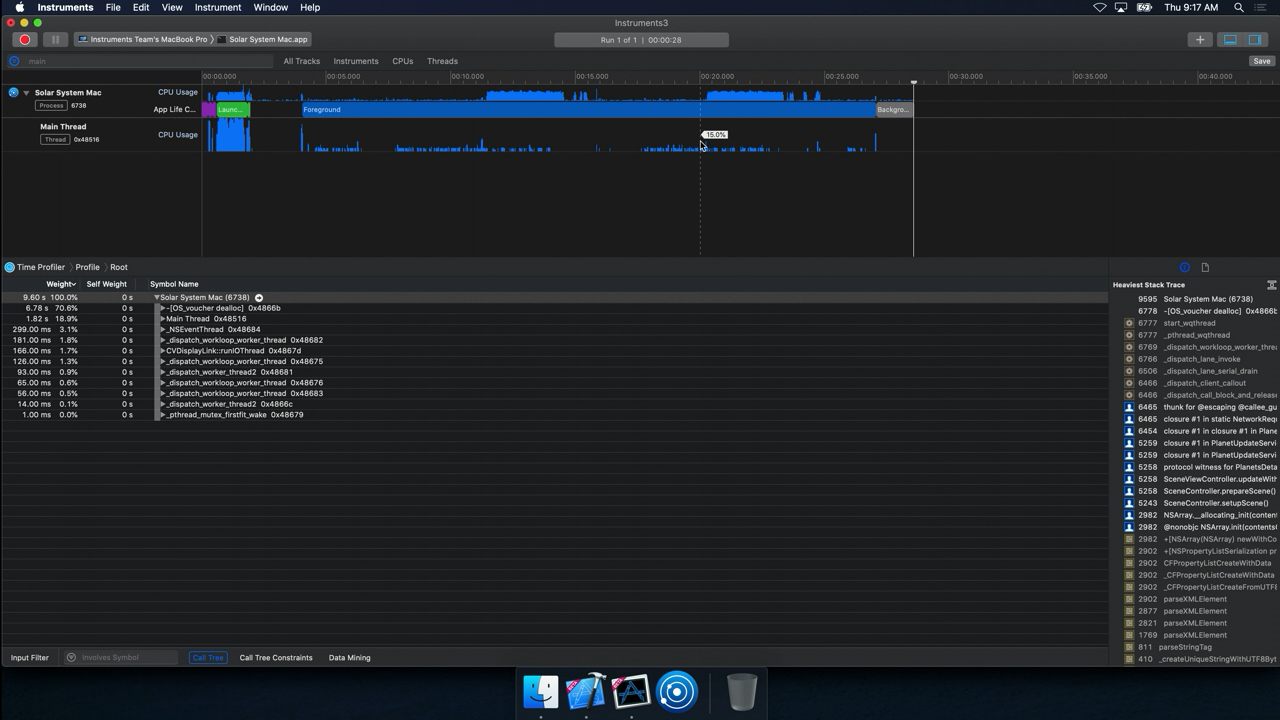 Instruments File Edit View Instrument Window Help Thu 9:17 AM
Instruments3
Instruments Team's MacBook Pro Solar System Mac.app Run 1 of 1 | 00:00:28
main All Tracks Instruments CPUs Threads Save
00:00.000 00:05.000 00:10.000 00:15.000 00:20.000 00:25.000 00:30.000 00:35.000 00:40.000
Solar System Mac CPU Usage
Process 6738 App Life C... Launc... Foreground Backgro...
Main Thread CPU Usage 15.0%
Thread 0x48516
Time Profiler Profile Root
Weight Self Weight Symbol Name
9.60 s 100.0% 0 s Solar System Mac (6738)
6.78 s 70.6% 0 s -[OS_voucher dealloc] 0x4866b
1.82 s 18.9% 0 s Main Thread 0x48516
299.00 ms 3.1% 0 s _NSEventThread 0x48684
181.00 ms 1.8% 0 s _dispatch_workloop_worker_thread 0x48682
166.00 ms 1.7% 0 s CVDisplayLink::runIOThread 0x4867d
126.00 ms 1.3% 0 s _dispatch_workloop_worker_thread 0x48675
93.00 ms 0.9% 0 s _dispatch_worker_thread2 0x48681
65.00 ms 0.6% 0 s _dispatch_workloop_worker_thread 0x48676
56.00 ms 0.5% 0 s _dispatch_workloop_worker_thread 0x48683
14.00 ms 0.1% 0 s _dispatch_worker_thread2 0x4866c
1.00 ms 0.0% 0 s _pthread_mutex_firstfit_wake 0x48679
Heaviest Stack Trace
9595 Solar System Mac (6738)
6778 -[OS_voucher dealloc] 0x4866b
6777 start_wqthread
6777 _pthread_wqthread
6769 _dispatch_workloop_worker_thre
6766 _dispatch_lane_invoke
6506 _dispatch_lane_serial_drain
6466 _dispatch_client_callout
6466 _dispatch_call_block_and_release
6465 thunk for @escaping @callee_gu
6465 closure #1 in static NetworkReq
6454 closure #1 in closure #1 in Plane
5259 closure #1 in PlanetUpdateServi
5259 closure #1 in PlanetUpdateServi
5258 protocol witness for PlanetsDeta
5258 SceneViewController.updateWith
5258 SceneController.prepareScene()
5243 SceneController.setupScene()
2982 NSArray.__allocating_init(content
2982 @nonobjc NSArray.init(contents
2982 +[NSArray(NSArray) newWithCo
2982 +[NSPropertyListSerialization pr
2902 CFPropertyListCreateWithData
2902 _CFPropertyListCreateWithData
2902 _CFPropertyListCreateFromUTF8
2902 parseXMLElement
2877 parseXMLElement
2821 parseXMLElement
1769 parseXMLElement
811 parseStringTag
410 _createUniqueStringWithUTF8Byt
Input Filter Involves Symbol Call Tree Call Tree Constraints Data Mining